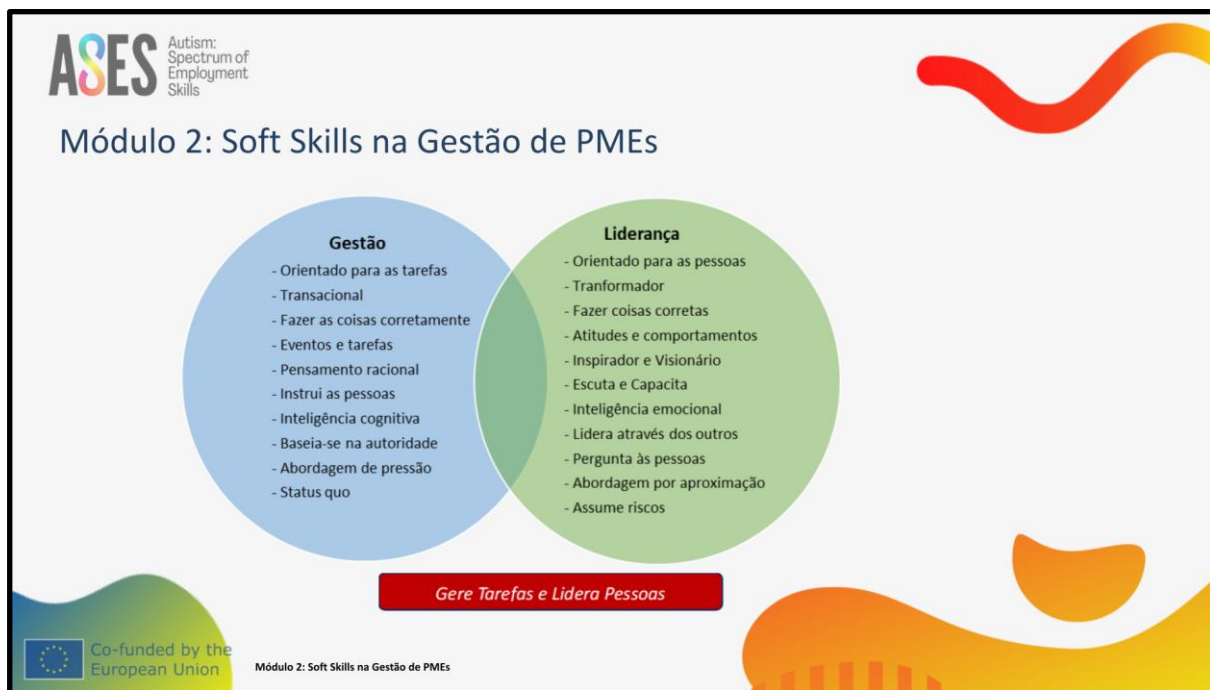 ASES
Autism:
Spectrum of
Employment
Skills
Módulo 2: Soft Skills na Gestão de PMEs
Gestão
- Orientado para as tarefas
- Transacional
- Fazer as coisas corretamente
- Eventos e tarefas
- Pensamento racional
- Instrui as pessoas
- Inteligência cognitiva
- Baseia-se na autoridade
- Abordagem de pressão
- Status quo
Liderança
- Orientado para as pessoas
- Tranformador
- Fazer coisas corretas
- Atitudes e comportamentos
- Inspirador e Visionário
- Escuta e Capacita
- Inteligência emocional
- Lidera através dos outros
- Pergunta às pessoas
- Abordagem por aproximação
- Assume riscos
Gere Tarefas e Lidera Pessoas
Co-funded by the
European Union
Módulo 2: Soft Skills na Gestão de PMEs